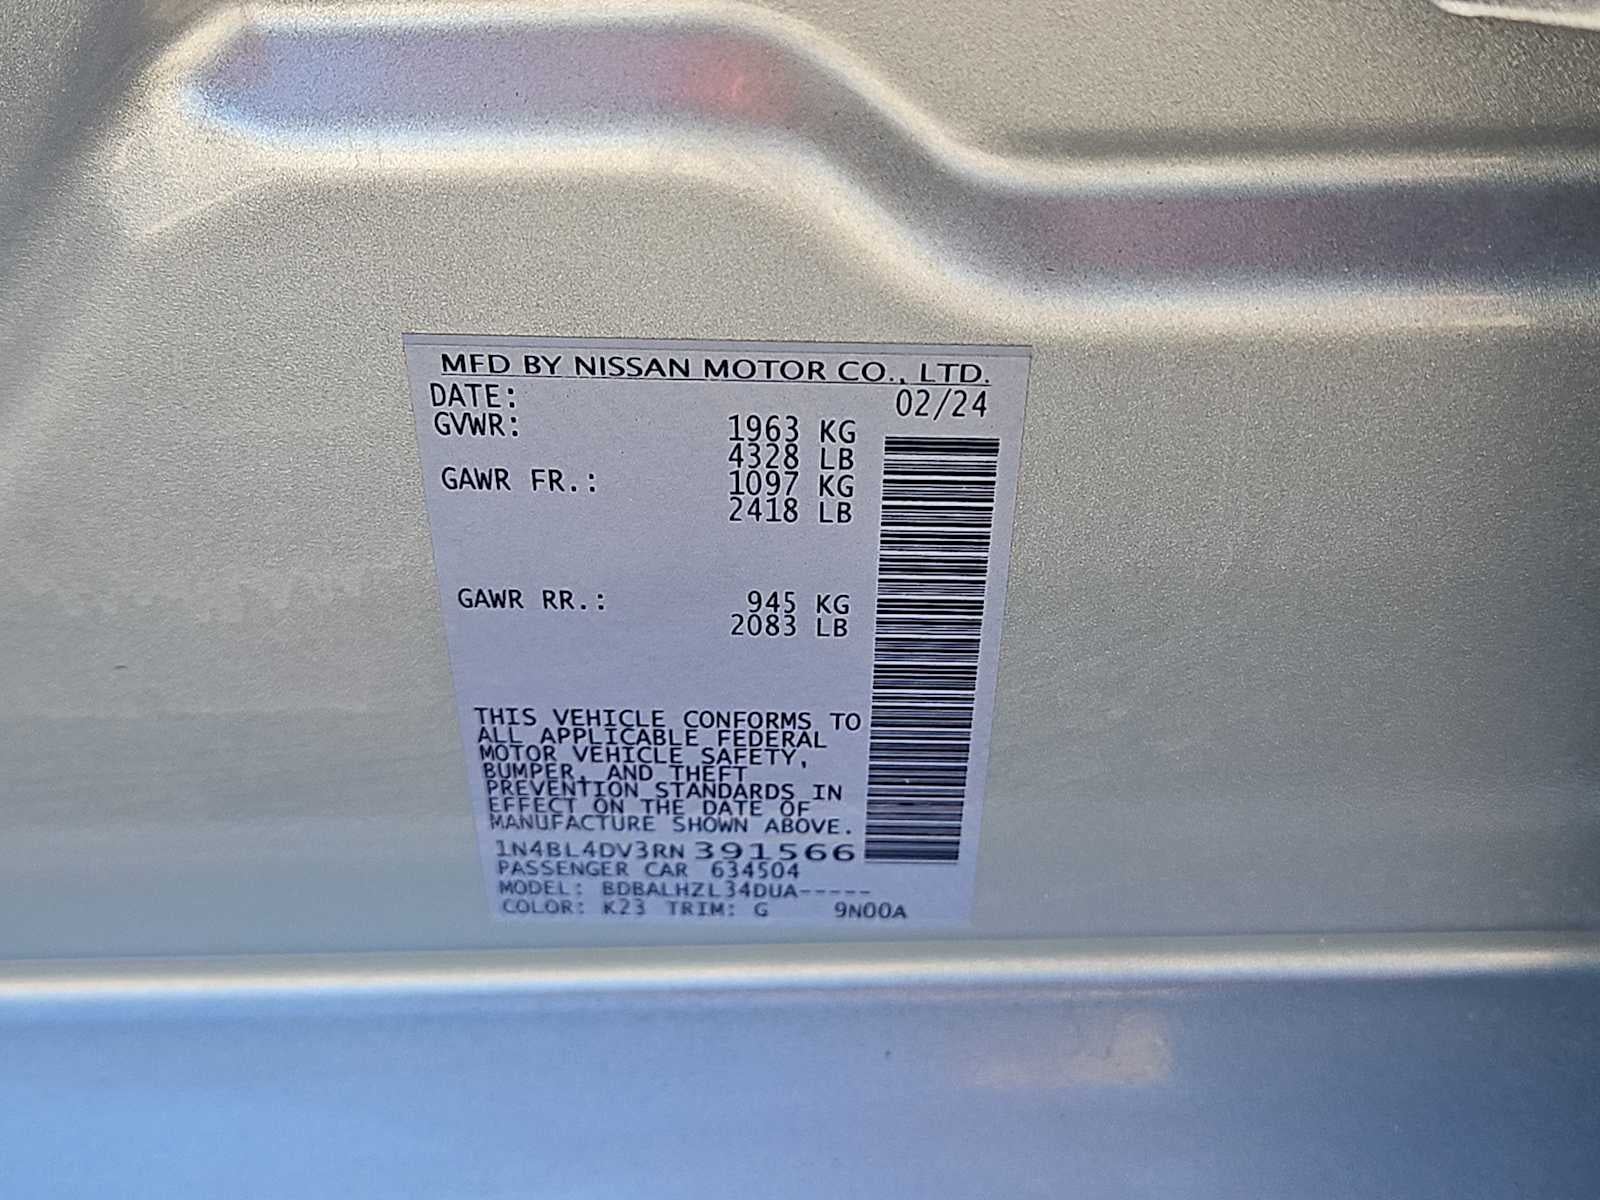 MFD BY NISSAN MOTOR CO., LTD.
DATE: 02/24
GVWR: 1963 KG
4328 LB
GAWR FR.: 1097 KG
2418 LB
GAWR RR.: 945 KG
2083 LB
THIS VEHICLE CONFORMS TO
ALL APPLICABLE FEDERAL
MOTOR VEHICLE SAFETY,
BUMPER, AND THEFT
PREVENTION STANDARDS IN
EFFECT ON THE DATE OF
MANUFACTURE SHOWN ABOVE.
1N4BL4DV3RN 391566
PASSENGER CAR 634504
MODEL: BDBALHZL34DUA-----
COLOR: K23 TRIM: G 9N00A